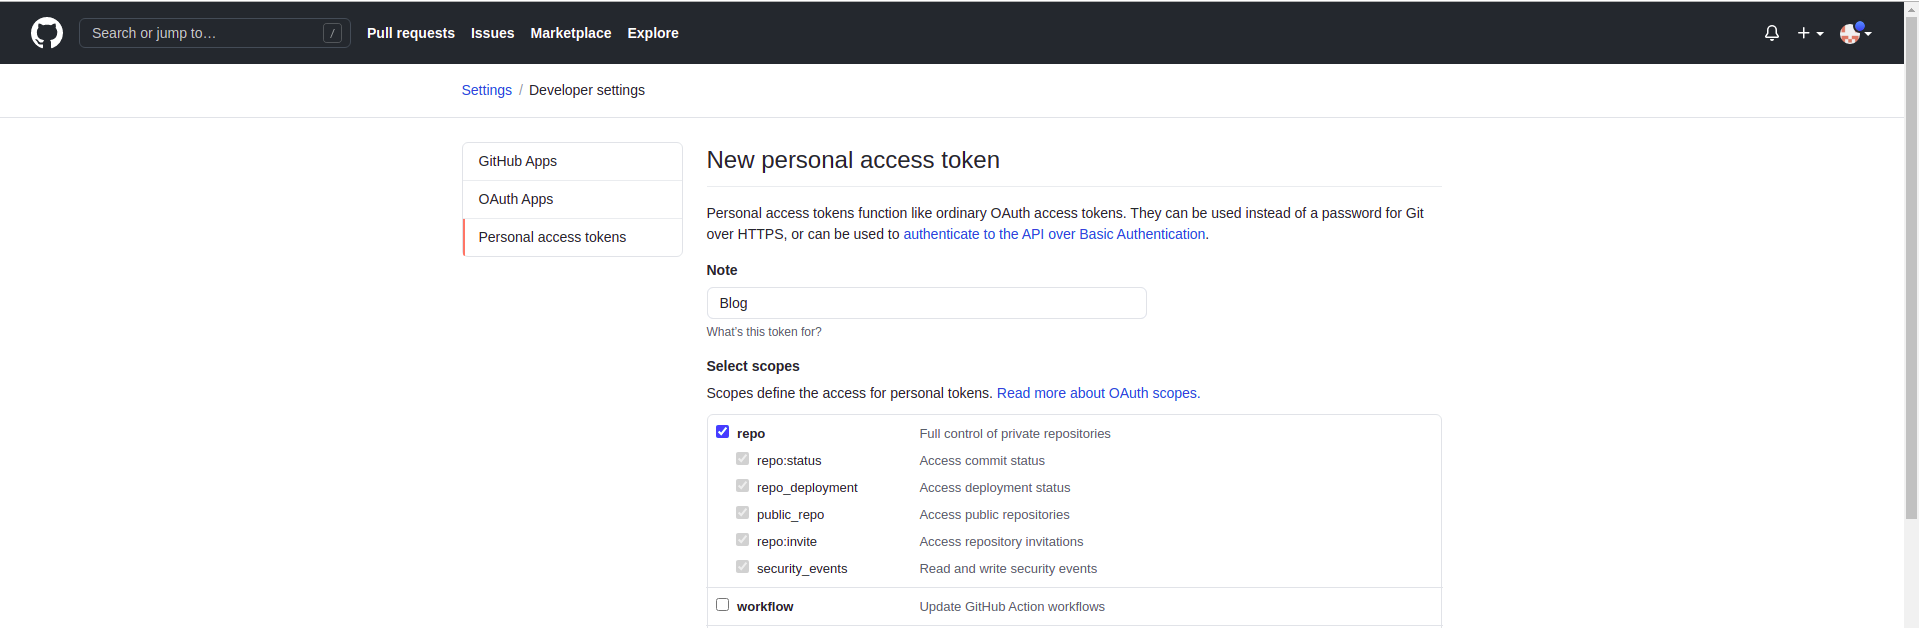 Search or jump to… /
Pull requests Issues Marketplace Explore
Settings / Developer settings
GitHub Apps
OAuth Apps
Personal access tokens
New personal access token
Personal access tokens function like ordinary OAuth access tokens. They can be used instead of a password for Git
over HTTPS, or can be used to authenticate to the API over Basic Authentication.
Note
Blog
What's this token for?
Select scopes
Scopes define the access for personal tokens. Read more about OAuth scopes.
repo Full control of private repositories
repo:status Access commit status
repo_deployment Access deployment status
public_repo Access public repositories
repo:invite Access repository invitations
security_events Read and write security events
workflow Update GitHub Action workflows